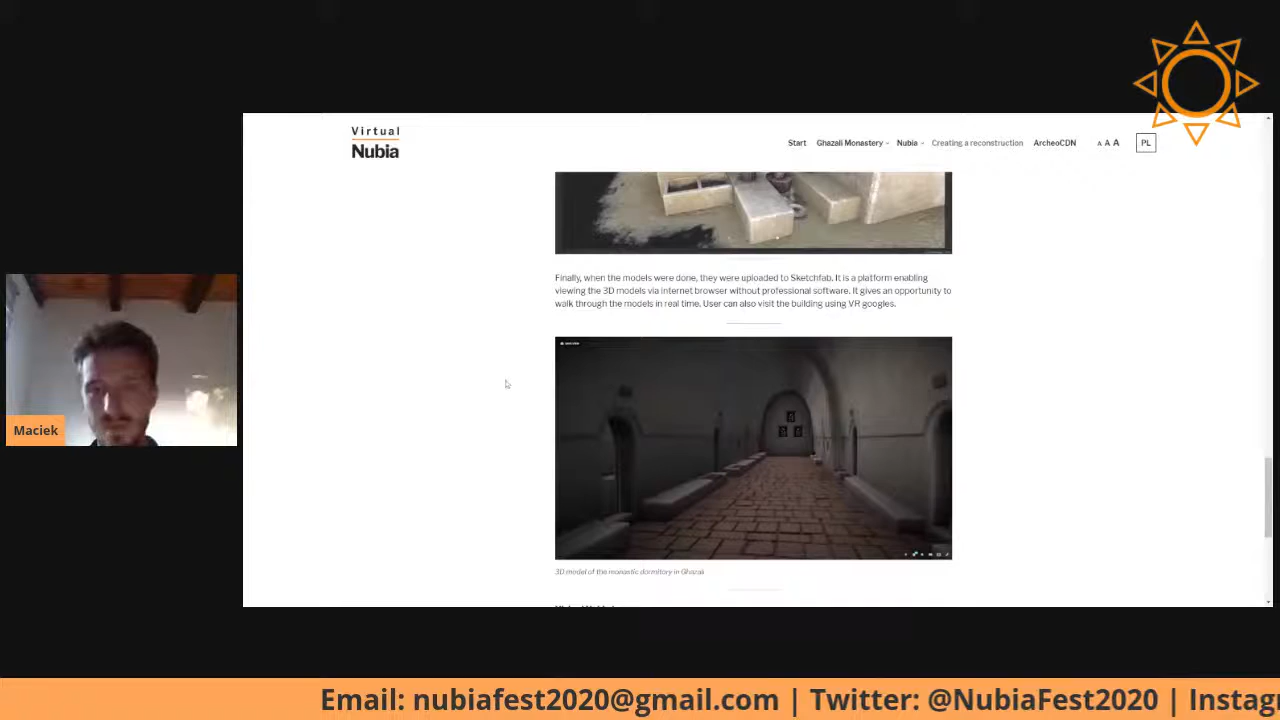 Virtual
Nubia
Start Ghazali Monastery Nubia Creating a reconstruction ArcheoCDN A A A PL
Finally, when the models were done, they were uploaded to Sketchfab. It is a platform enabling
viewing the 3D models via internet browser without professional software. It gives an opportunity to
walk through the models in real time. User can also visit the building using VR googles.
3D model of the monastic dormitory in Ghazali
Maciek
Email: nubiafest2020@gmail.com | Twitter: @NubiaFest2020 | Instag